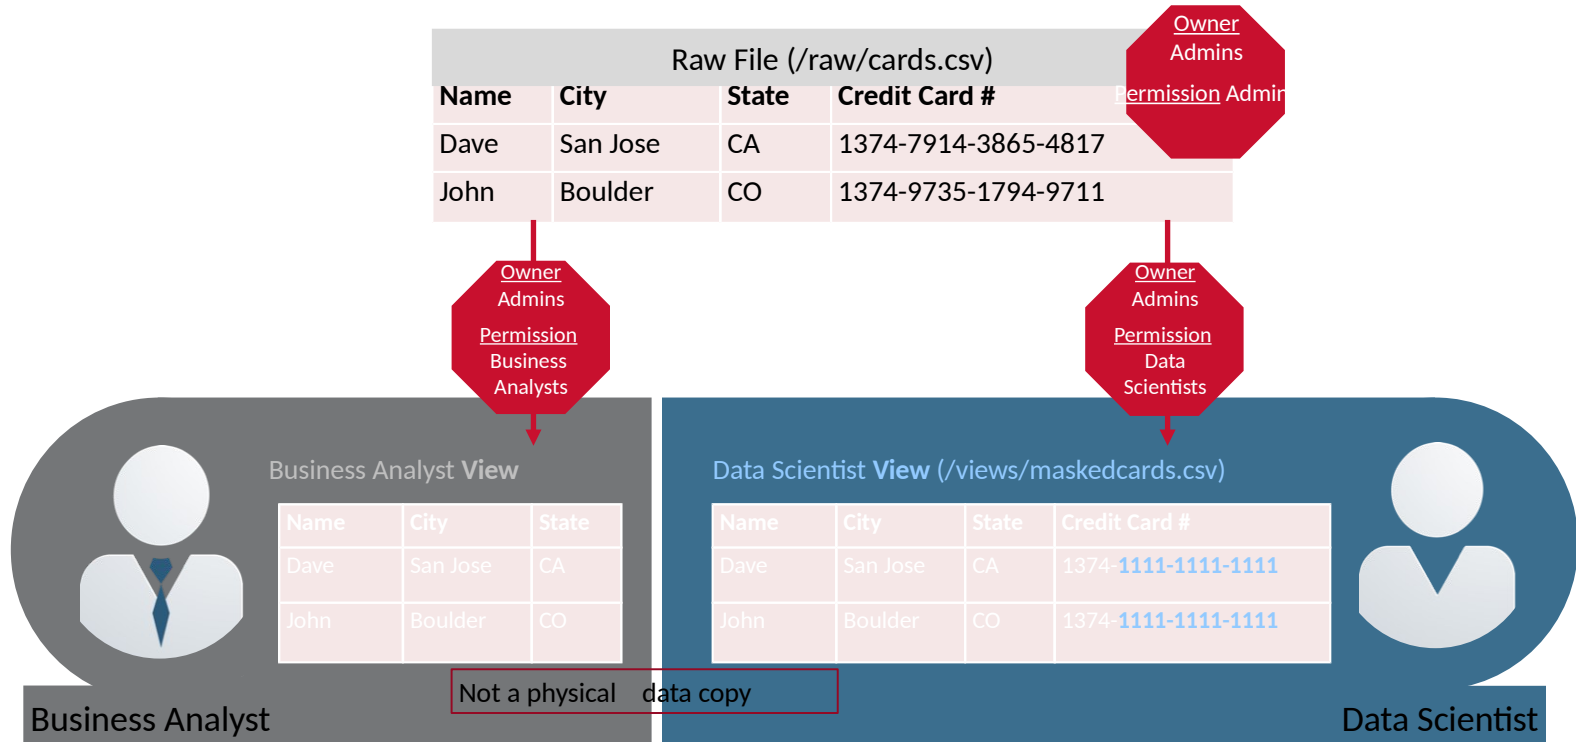 Owner
Admins
Permission Admin
Raw File (/raw/cards.csv)
Name City State Credit Card #
Dave San Jose CA 1374-7914-3865-4817
John Boulder CO 1374-9735-1794-9711
Owner
Admins
Permission
Business
Analysts
Owner
Admins
Permission
Data
Scientists
Business Analyst View
Name City State
Dave San Jose CA
John Boulder CO
Data Scientist View (/views/maskedcards.csv)
Name City State Credit Card #
Dave San Jose CA 1374-1111-1111-1111
John Boulder CO 1374-1111-1111-1111
Not a physical data copy
Business Analyst
Data Scientist